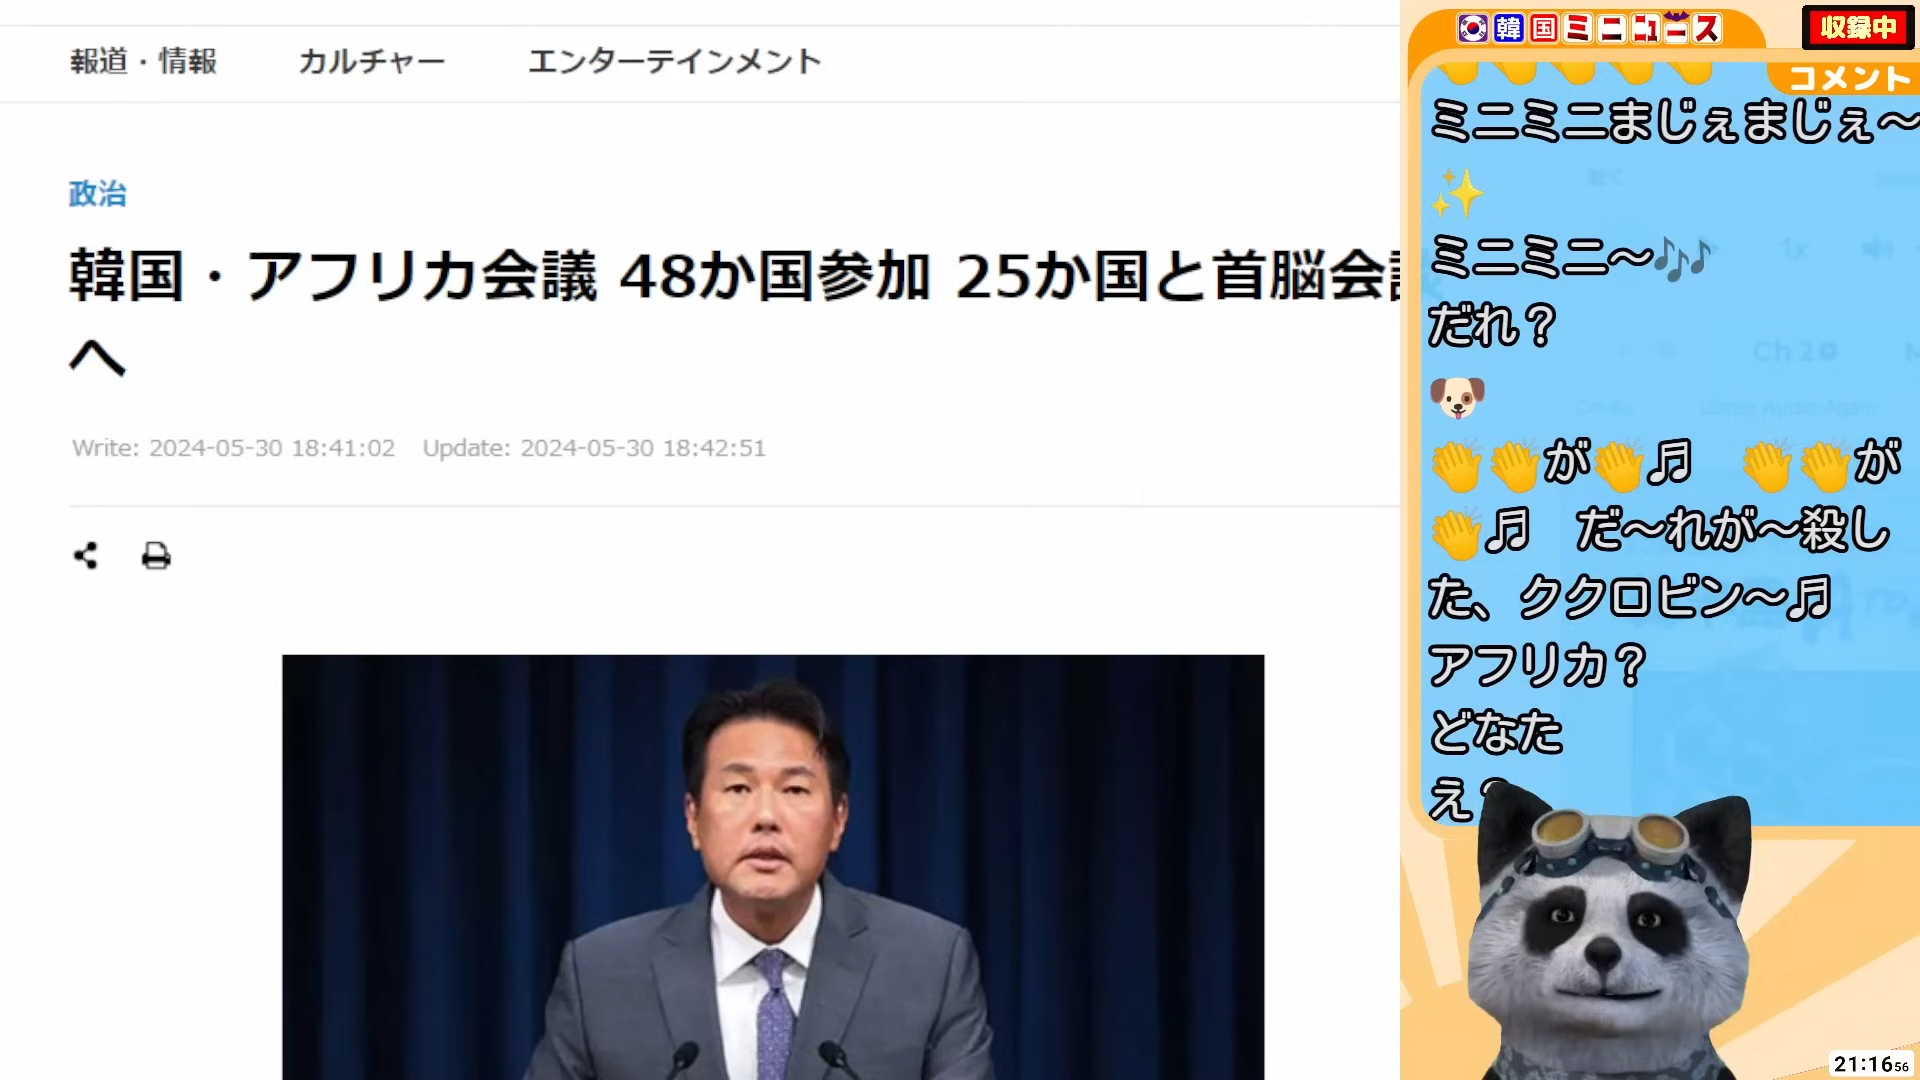 報道・情報 カルチャー エンターテインメント
政治
韓国・アフリカ会議 48か国参加 25か国と首脳会
へ
Write: 2024-05-30 18:41:02 Update: 2024-05-30 18:42:51
韓国ミニニュース
収録中
コメント
👏👏👏👏👏
ミニミニまじぇまじぇ〜
✨
ミニミニ〜🎶
だれ？
🐶
👏👏が👏♬ 👏👏が
👏♬ だ〜れが〜殺し
た、ククロビン〜♬
アフリカ？
どなた
え？
1x
Ch 2
21:16 56